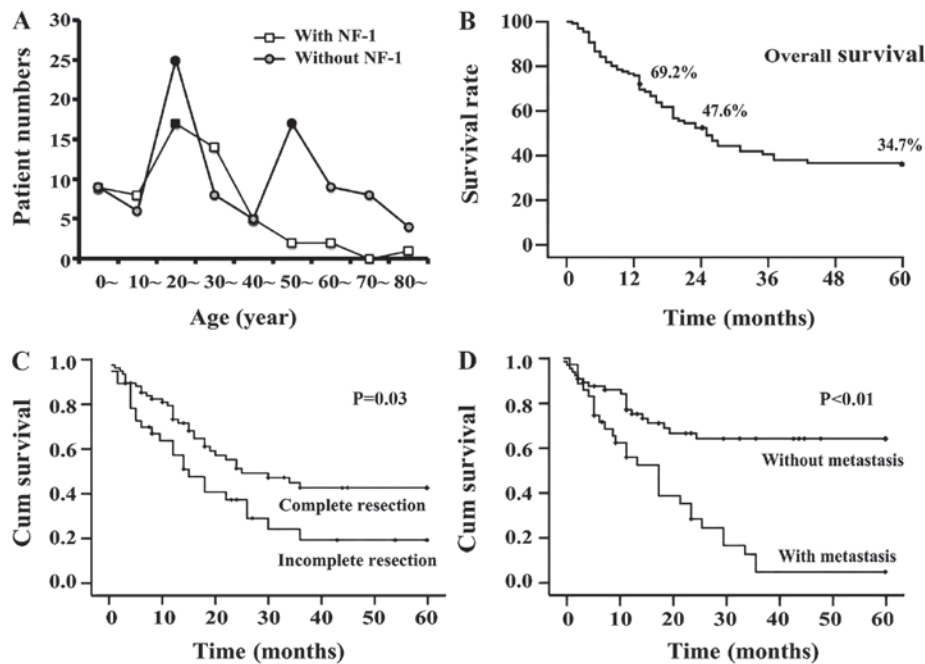 A
30
25
20
15
10
5
0
Patient numbers
With NF-1
Without NF-1
0~ 10~ 20~ 30~ 40~ 50~ 60~ 70~ 80~
Age (year)
B
100
80
60
40
20
0
Survival rate
Overall survival
69.2%
47.6%
34.7%
0 12 24 36 48 60
Time (months)
C
1.0
0.8
0.6
0.4
0.2
0.0
Cum survival
P=0.03
Complete resection
Incomplete resection
0 10 20 30 40 50 60
Time (months)
D
1.0
0.8
0.6
0.4
0.2
0.0
Cum survival
P<0.01
Without metastasis
With metastasis
0 10 20 30 40 50 60
Time (months)